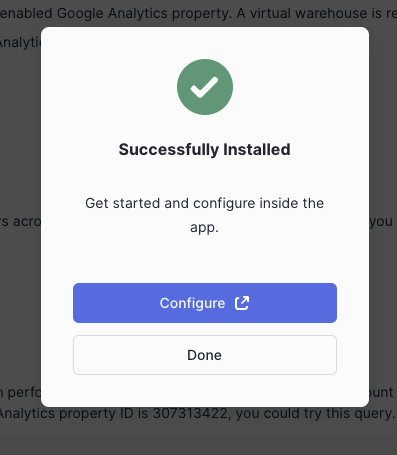 enabled Google Analytics property. A virtual warehouse is re
Analytic
Successfully Installed
Get started and configure inside the
app.
rs acro
you
Configure
Done
n perfo
unt
Analytics property ID is 307313422, you could try this query.